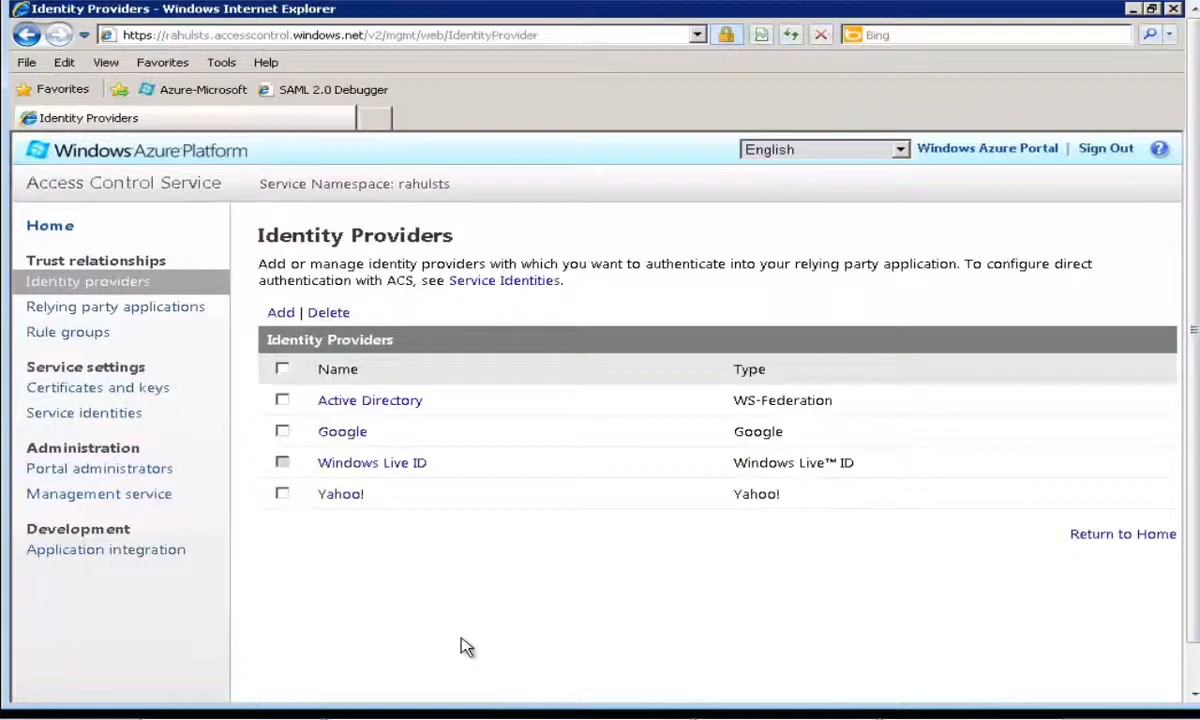 Identity Providers - Windows Internet Explorer
https://rahulsts.accesscontrol.windows.net/v2/mgmt/web/IdentityProvider
Bing
File Edit View Favorites Tools Help
Favorites Azure-Microsoft SAML 2.0 Debugger
Identity Providers
Windows Azure Platform
English
Windows Azure Portal | Sign Out
Access Control Service
Service Namespace: rahulsts
Home
Trust relationships
Identity providers
Relying party applications
Rule groups
Service settings
Certificates and keys
Service identities
Administration
Portal administrators
Management service
Development
Application integration
Identity Providers
Add or manage identity providers with which you want to authenticate into your relying party application. To configure direct
authentication with ACS, see Service Identities.
Add | Delete
Identity Providers
Name Type
Active Directory WS-Federation
Google Google
Windows Live ID Windows Live™ ID
Yahoo! Yahoo!
Return to Home